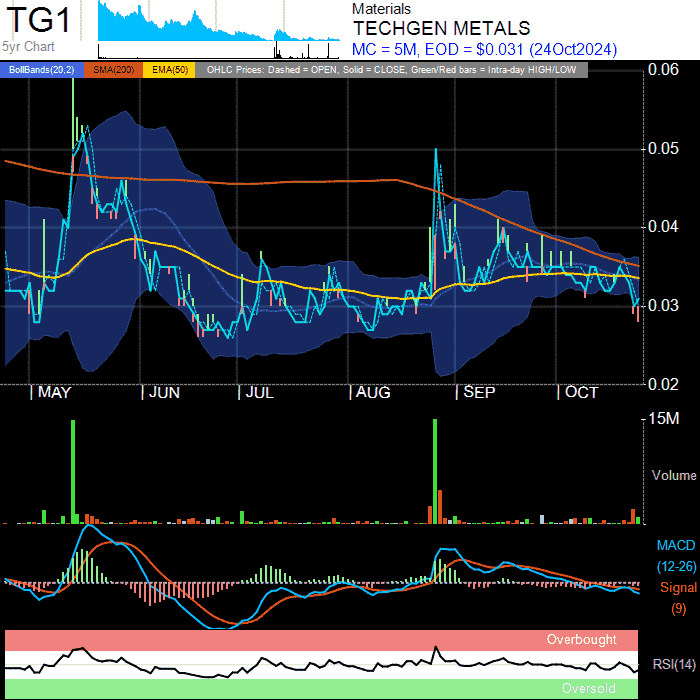 TG1
5yr Chart
Materials
TECHGEN METALS
MC = 5M, EOD = $0.031 (24Oct2024)
BollBands(20,2) SMA(200) EMA(50) OHLC Prices: Dashed = OPEN, Solid = CLOSE, Green/Red bars = Intra-day HIGH/LOW
0.06
0.05
0.04
0.03
0.02
MAY JUN JUL AUG SEP OCT
15M
Volume
MACD
(12-26)
Signal
(9)
Overbought
RSI(14)
Oversold